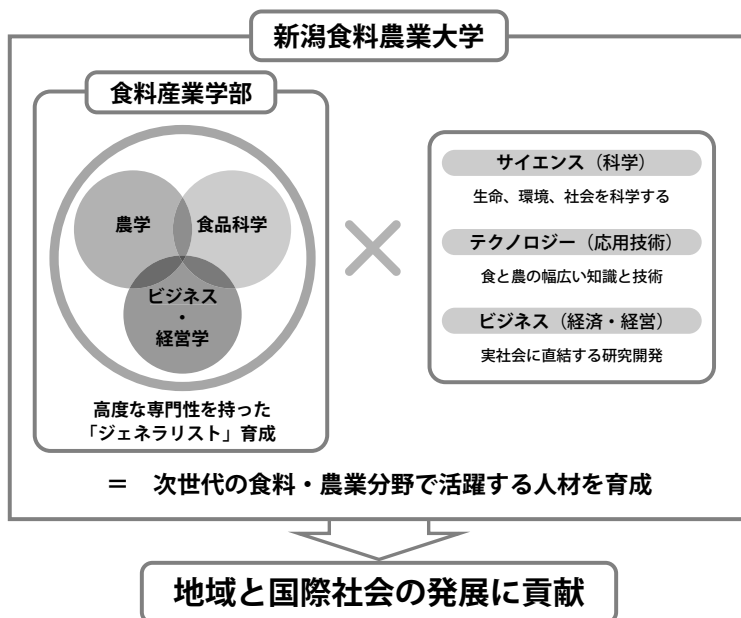 新潟食料農業大学
食料産業学部
農学
食品科学
ビジネス
・
経営学
高度な専門性を持った
「ジェネラリスト」育成
×
サイエンス（科学）
生命、環境、社会を科学する
テクノロジー（応用技術）
食と農の幅広い知識と技術
ビジネス（経済・経営）
実社会に直結する研究開発
＝　次世代の食料・農業分野で活躍する人材を育成
地域と国際社会の発展に貢献